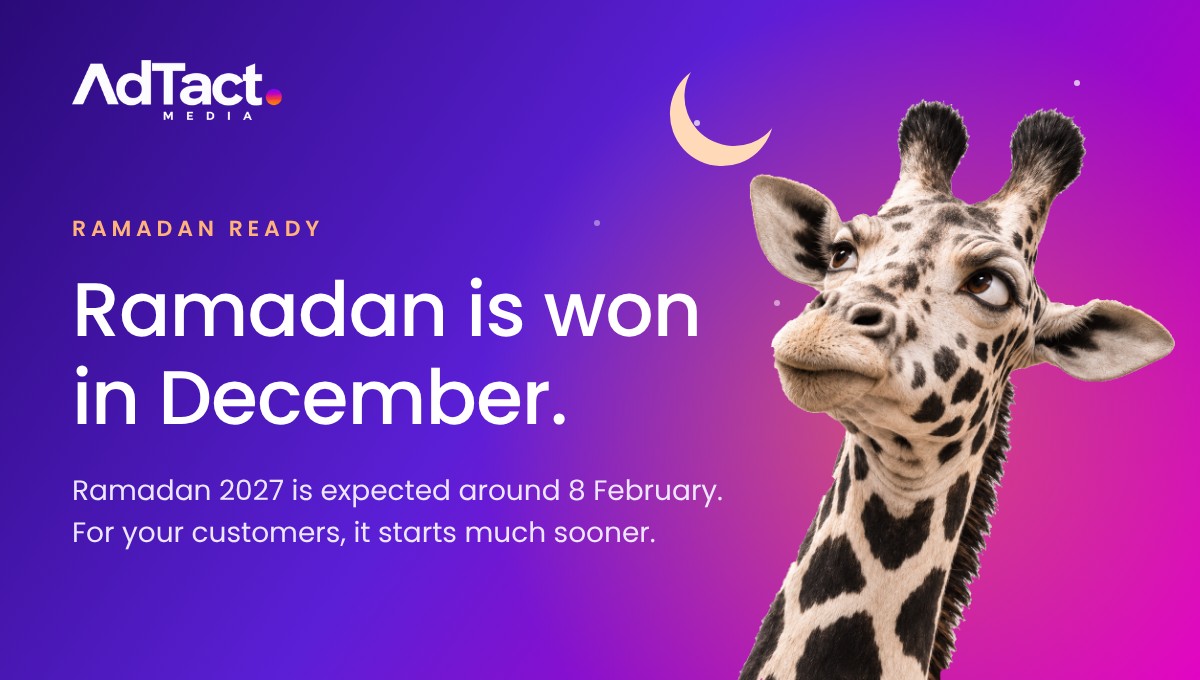 AdTact.
MEDIA
RAMADAN READY
Ramadan is won
in December.
Ramadan 2027 is expected around 8 February.
For your customers, it starts much sooner.